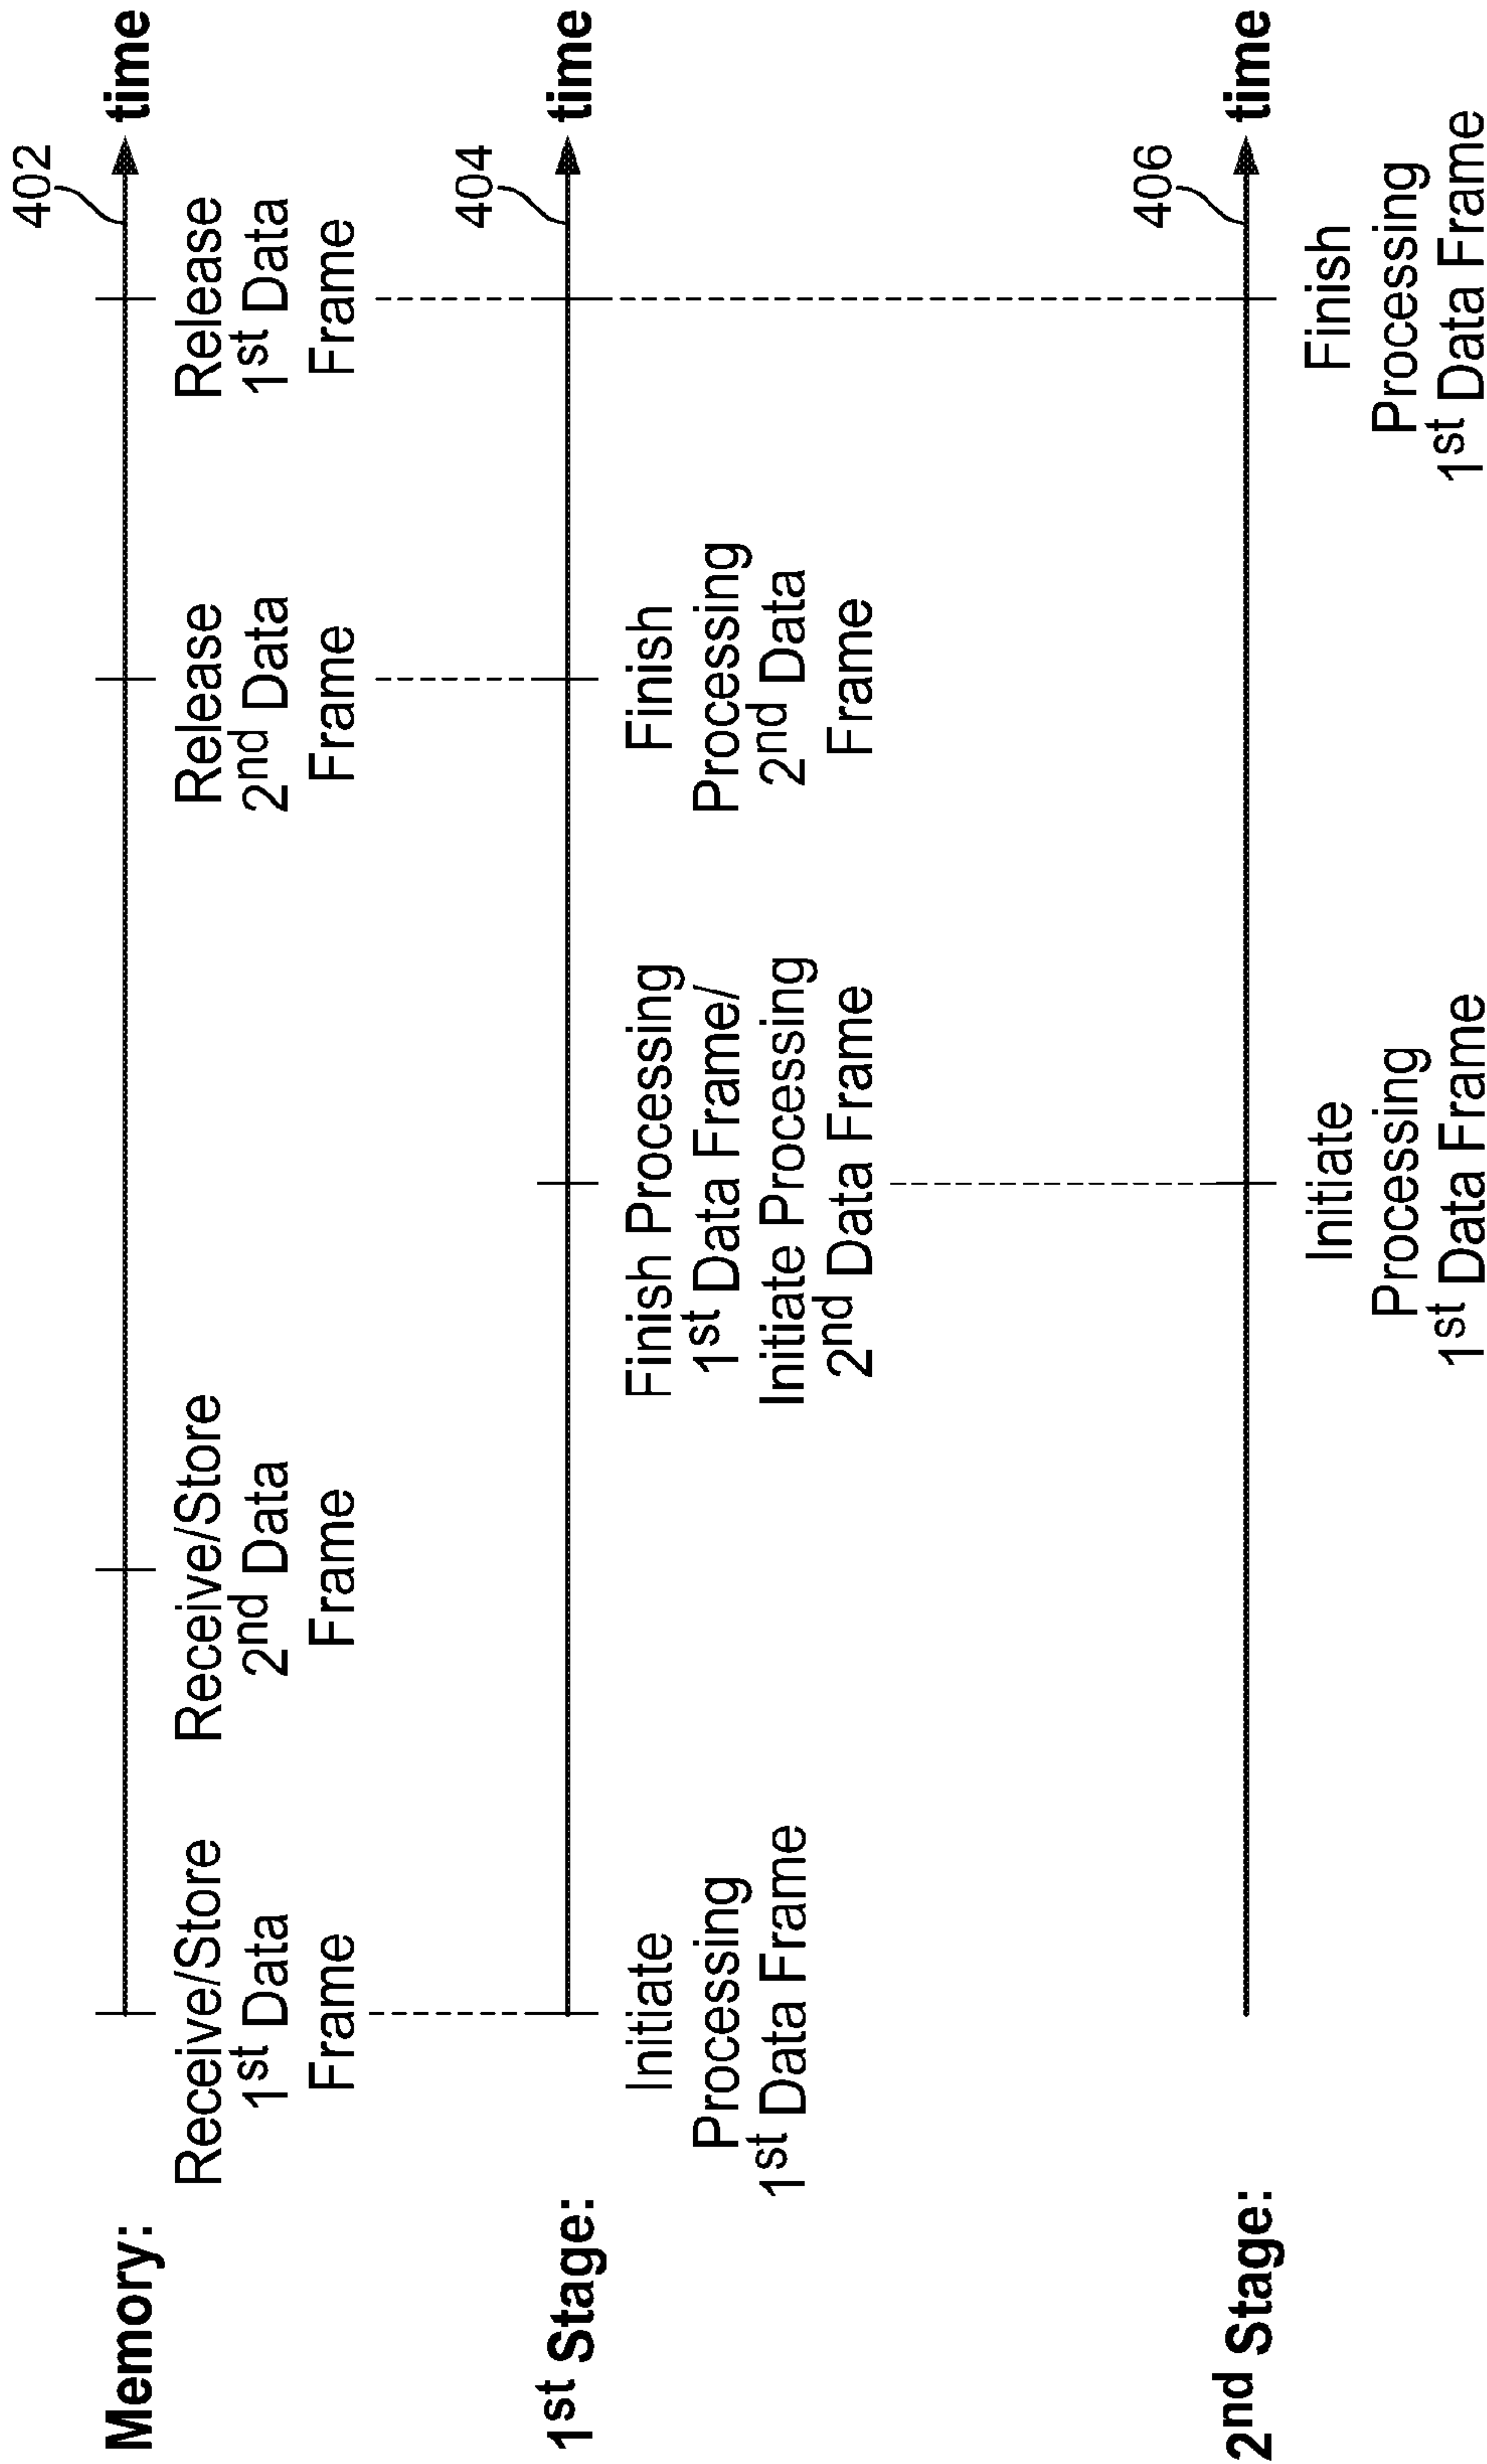 402
Memory:
time
Receive/Store
1st Data
Frame
Receive/Store
2nd Data
Frame
Release
2nd Data
Frame
Release
1st Data
Frame
404
1st Stage:
time
Initiate
Processing
1st Data Frame
Finish Processing
1st Data Frame/
Initiate Processing
2nd Data Frame
Finish
Processing
2nd Data
Frame
406
2nd Stage:
time
Initiate
Processing
1st Data Frame
Finish
Processing
1st Data Frame